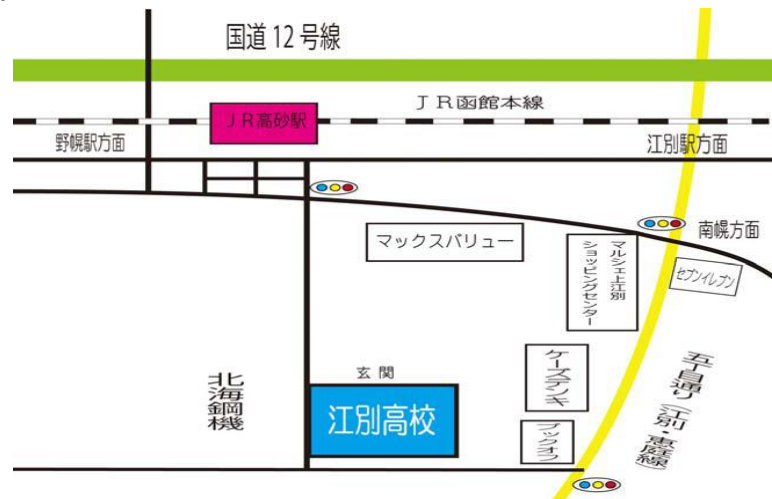 国道12号線
ＪＲ函館本線
ＪＲ高砂駅
野幌駅方面
江別駅方面
南幌方面
マックスバリュー
マルシェ上江別
ショッピングセンター
セブンイレブン
玄関
江別高校
北海鋼機
ケーズデンキ
ブックオフ
五丁目通り（江別・恵庭線）